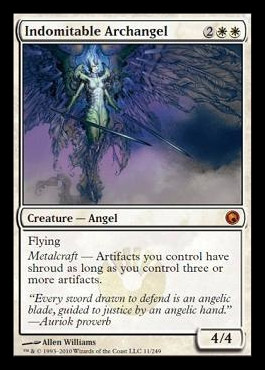 Indomitable Archangel 2
Creature — Angel
Flying
Metalcraft — Artifacts you control have
shroud as long as you control three or
more artifacts.
“Every sword drawn to defend is an angelic
blade, guided to justice by an angelic hand.”
—Auriok proverb
Allen Williams
4/4
™ & © 1993–2010 Wizards of the Coast LLC 11/249